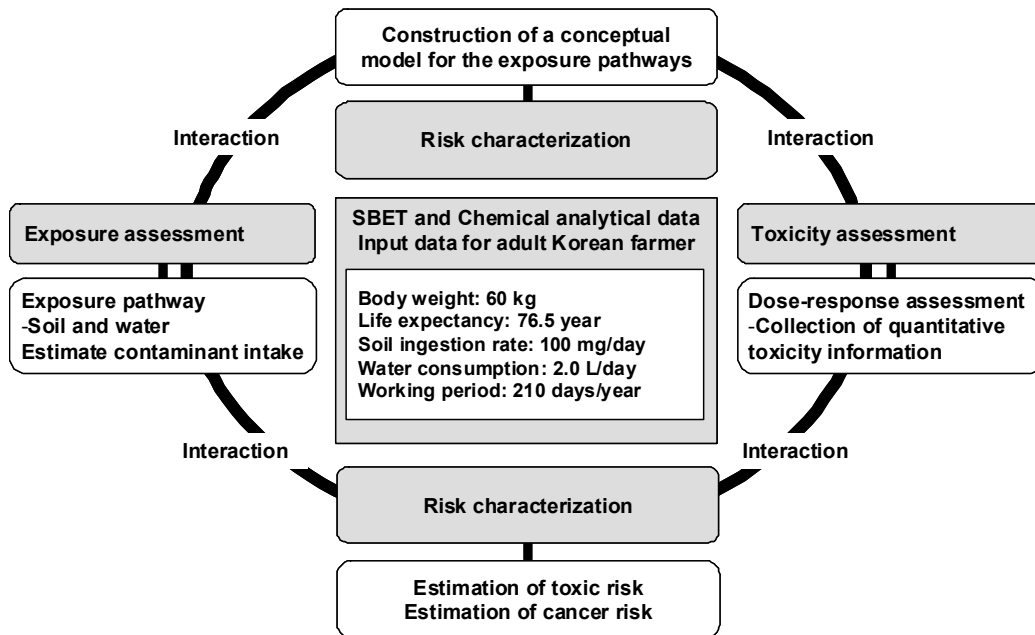 Construction of a conceptual
model for the exposure pathways
Interaction
Risk characterization
Interaction
Exposure assessment
SBET and Chemical analytical data
Input data for adult Korean farmer
Toxicity assessment
Exposure pathway
-Soil and water
Estimate contaminant intake
Body weight: 60 kg
Life expectancy: 76.5 year
Soil ingestion rate: 100 mg/day
Water consumption: 2.0 L/day
Working period: 210 days/year
Dose-response assessment
-Collection of quantitative
toxicity information
Interaction
Interaction
Risk characterization
Estimation of toxic risk
Estimation of cancer risk